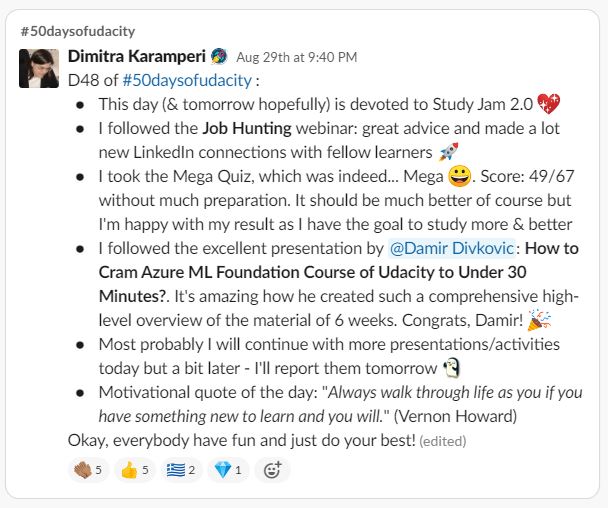 #50daysofudacity
Dimitra Karamperi Aug 29th at 9:40 PM
D48 of #50daysofudacity :
• This day (& tomorrow hopefully) is devoted to Study Jam 2.0 💖
• I followed the Job Hunting webinar: great advice and made a lot
new LinkedIn connections with fellow learners 🚀
• I took the Mega Quiz, which was indeed... Mega 😀. Score: 49/67
without much preparation. It should be much better of course but
I'm happy with my result as I have the goal to study more & better
• I followed the excellent presentation by @Damir Divkovic: How to
Cram Azure ML Foundation Course of Udacity to Under 30
Minutes?. It's amazing how he created such a comprehensive high-
level overview of the material of 6 weeks. Congrats, Damir! 🎉
• Most probably I will continue with more presentations/activities
today but a bit later - I'll report them tomorrow
• Motivational quote of the day: "Always walk through life as you if you
have something new to learn and you will." (Vernon Howard)
Okay, everybody have fun and just do your best! (edited)
5 5 2 1